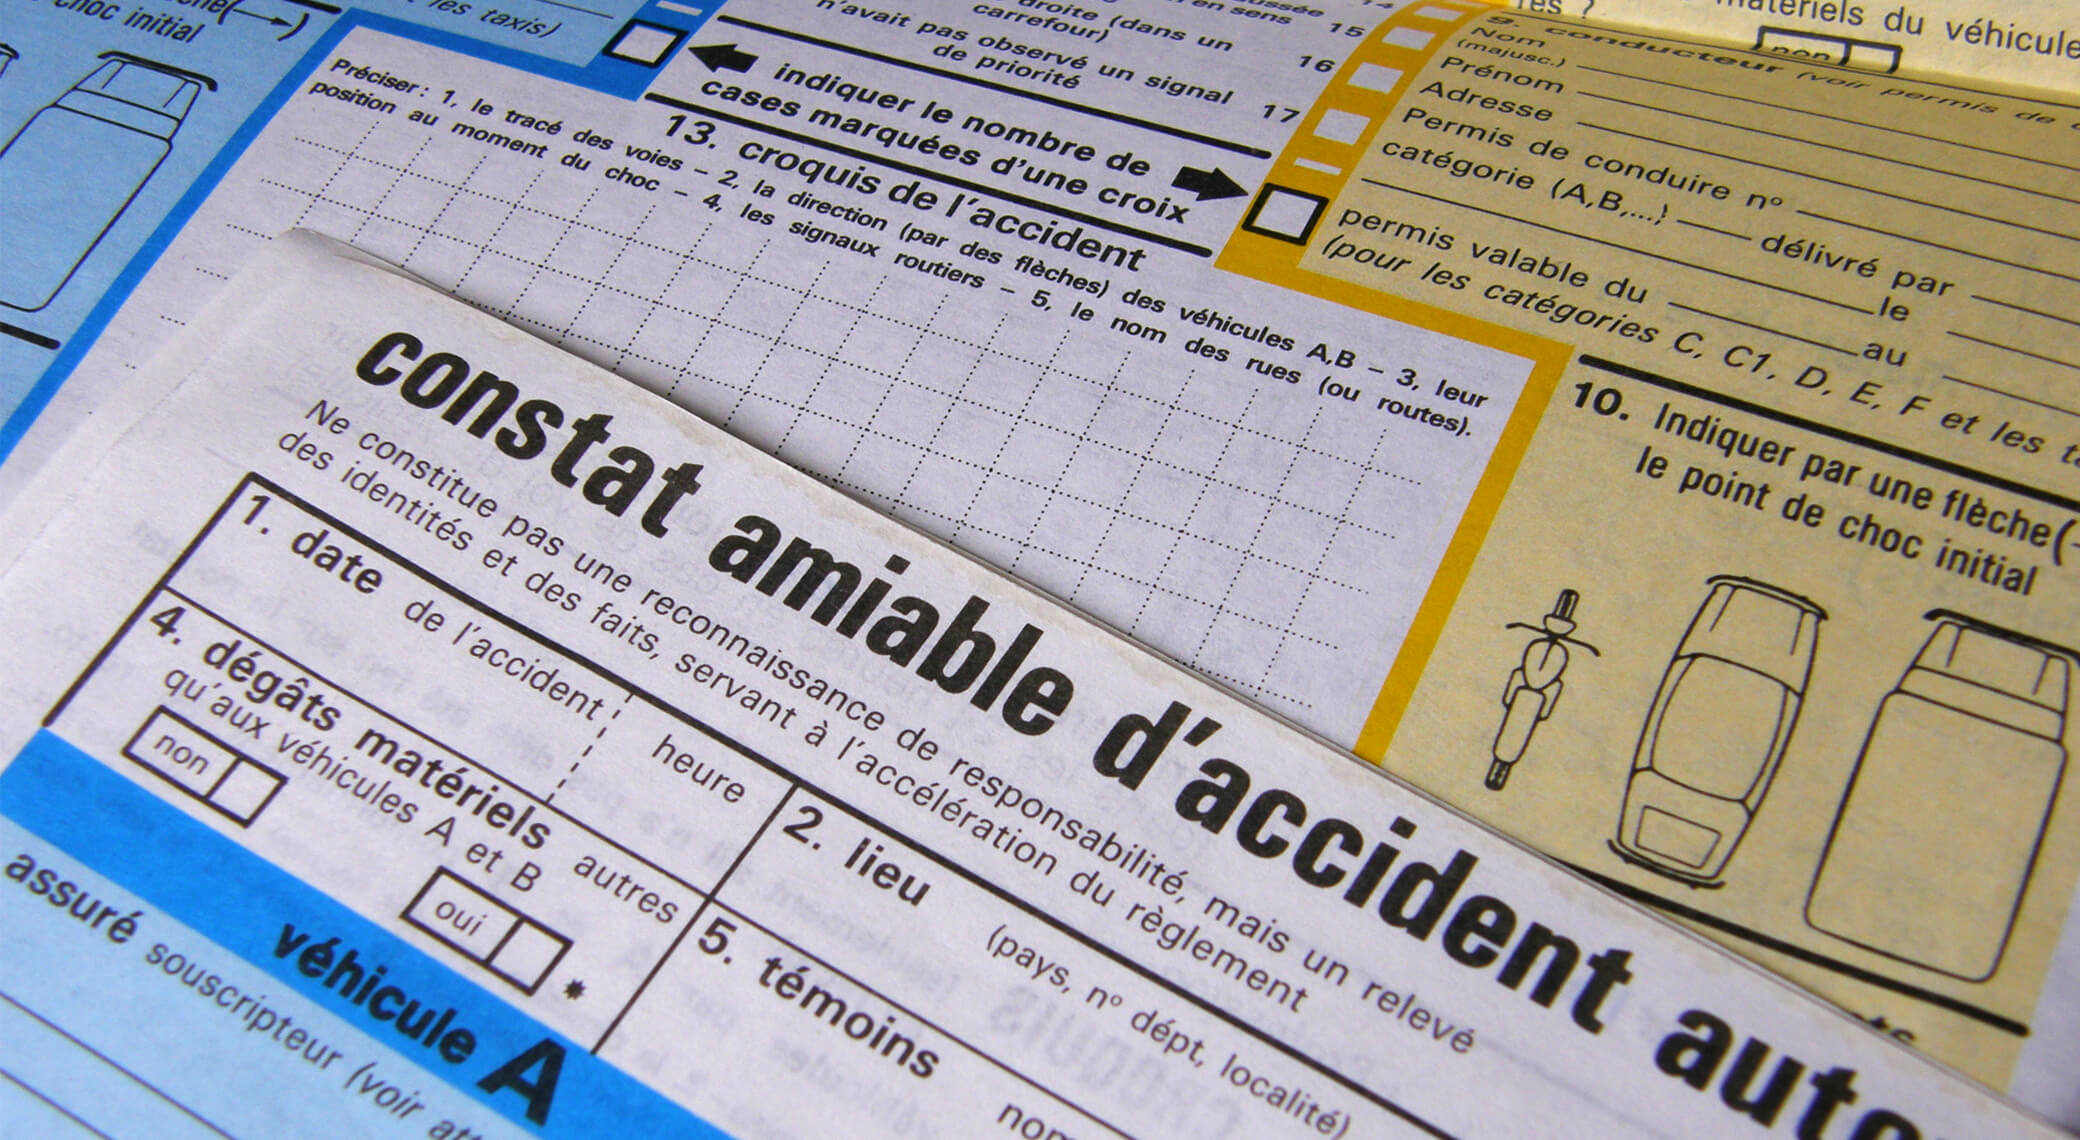 choc initial
les taxis)
droite (dans un
carrefour)
n'avait pas observé un signal
de priorité
15
16
17
indiquer le nombre de
cases marquées d'une croix
13. croquis de l'accident
Préciser : 1, le tracé des voies – 2, la direction (par des flèches) des véhicules A,B – 3, leur
position au moment du choc – 4, les signaux routiers – 5, le nom des rues (ou routes).
matériels du véhicule
non
9. conducteur (voir permis de
Nom
(majusc.)
Prénom
Adresse
Permis de conduire nº
catégorie (A,B,...) délivré par
le
permis valable du au
(pour les catégories C, C1, D, E, F et les
10. Indiquer par une flèche(
le point de choc initial
constat amiable d'accident auto
Ne constitue pas une reconnaissance de responsabilité, mais un relevé
des identités et des faits, servant à l'accélération du règlement
1. date de l'accident heure
2. lieu
(pays, nº dépt, localité)
4. dégâts matériels autres
qu'aux véhicules A et B
non
oui *
5. témoins
véhicule A
assuré souscripteur (voir